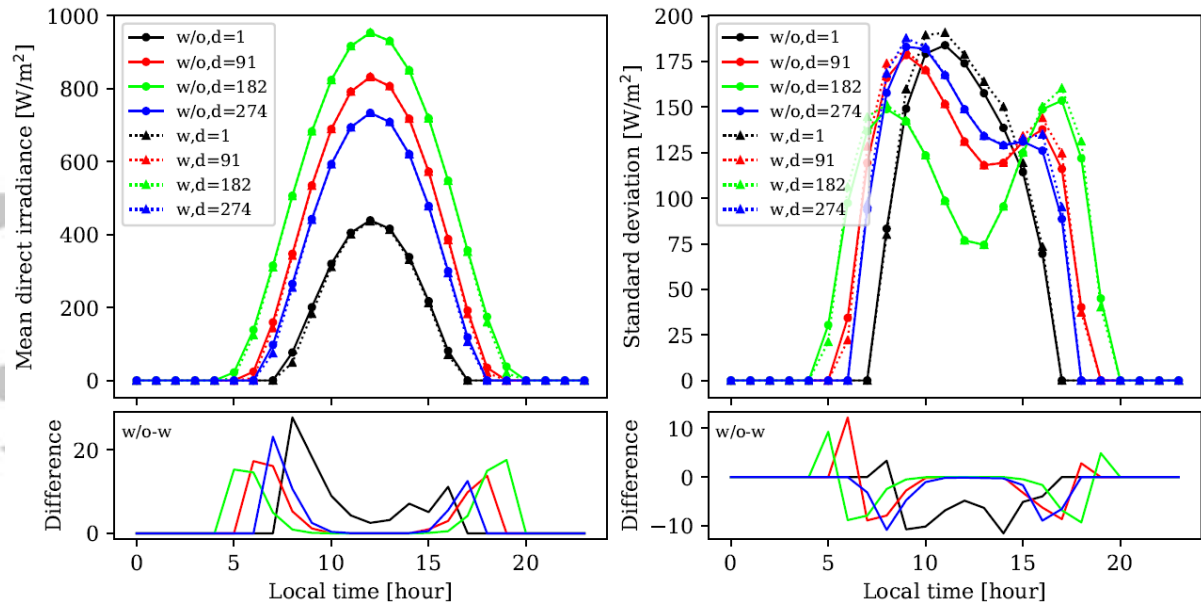 Mean direct irradiance [W/m²]
1000
800
600
400
200
0
w/o,d=1
w/o,d=91
w/o,d=182
w/o,d=274
w,d=1
w,d=91
w,d=182
w,d=274
Standard deviation [W/m²]
200
175
150
125
100
75
50
25
0
w/o,d=1
w/o,d=91
w/o,d=182
w/o,d=274
w,d=1
w,d=91
w,d=182
w,d=274
Difference
20
0
w/o-w
0 5 10 15 20
Local time [hour]
Difference
10
0
−10
w/o-w
0 5 10 15 20
Local time [hour]